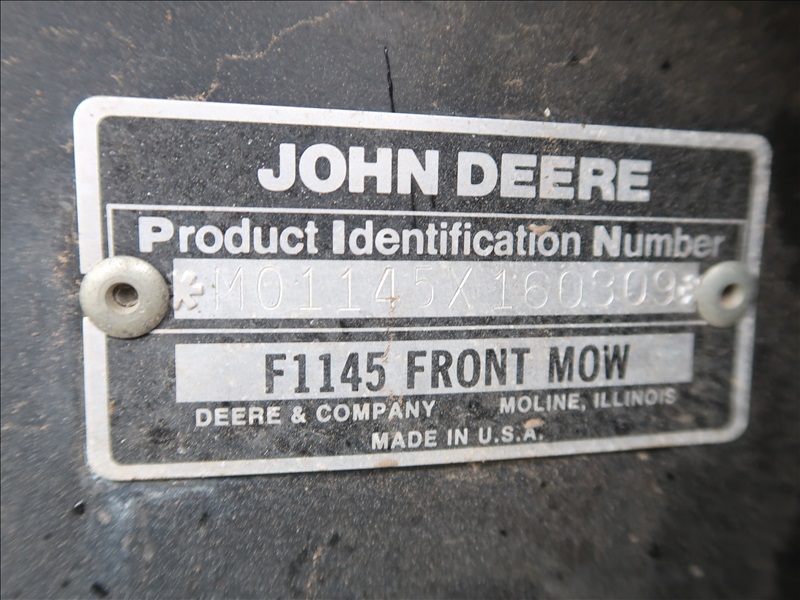 JOHN DEERE
Product Identification Number
*M01145X160309*
F1145 FRONT MOW
DEERE & COMPANY MOLINE, ILLINOIS
MADE IN U.S.A.